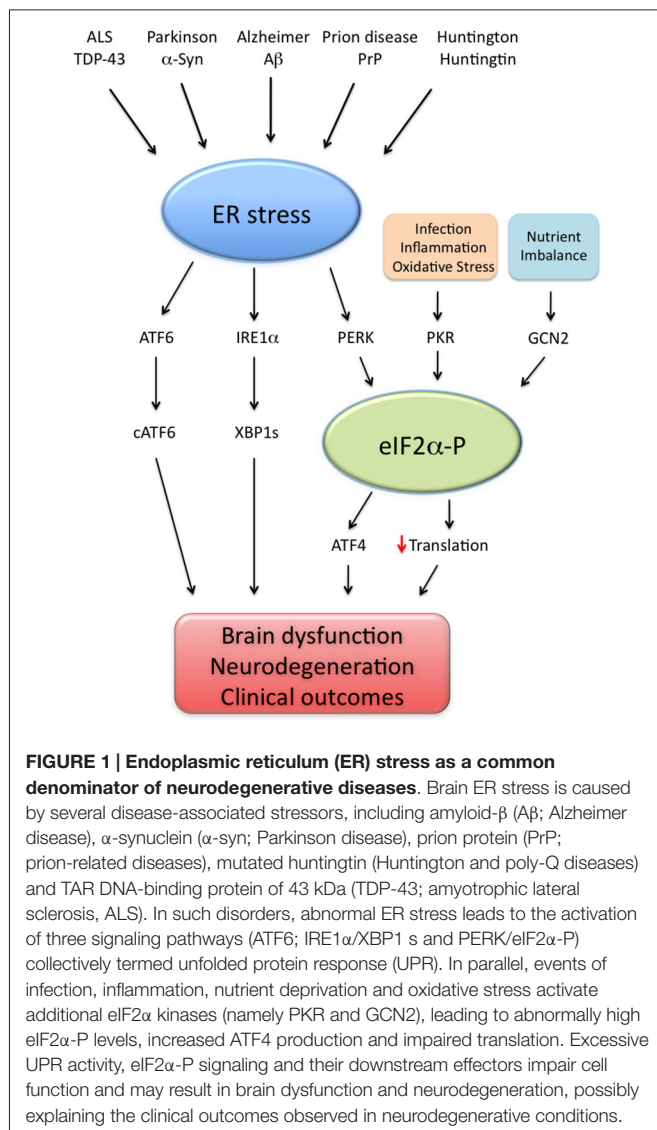 ALS Parkinson Alzheimer Prion disease Huntington
TDP-43 α-Syn Aβ PrP Huntingtin
ER stress
Infection
Inflammation
Oxidative Stress
Nutrient
Imbalance
ATF6 IRE1α PERK PKR GCN2
cATF6 XBP1s
eIF2α-P
ATF4 Translation
Brain dysfunction
Neurodegeneration
Clinical outcomes
FIGURE 1 | Endoplasmic reticulum (ER) stress as a common
denominator of neurodegenerative diseases. Brain ER stress is caused
by several disease-associated stressors, including amyloid-β (Aβ; Alzheimer
disease), α-synuclein (α-syn; Parkinson disease), prion protein (PrP;
prion-related diseases), mutated huntingtin (Huntington and poly-Q diseases)
and TAR DNA-binding protein of 43 kDa (TDP-43; amyotrophic lateral
sclerosis, ALS). In such disorders, abnormal ER stress leads to the activation
of three signaling pathways (ATF6; IRE1α/XBP1 s and PERK/eIF2α-P)
collectively termed unfolded protein response (UPR). In parallel, events of
infection, inflammation, nutrient deprivation and oxidative stress activate
additional eIF2α kinases (namely PKR and GCN2), leading to abnormally high
eIF2α-P levels, increased ATF4 production and impaired translation. Excessive
UPR activity, eIF2α-P signaling and their downstream effectors impair cell
function and may result in brain dysfunction and neurodegeneration, possibly
explaining the clinical outcomes observed in neurodegenerative conditions.